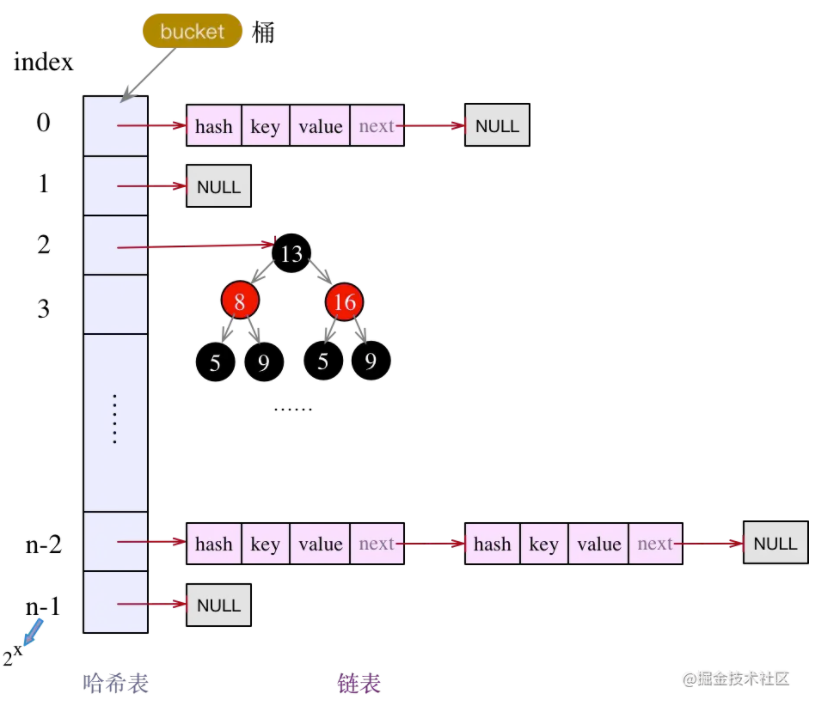 bucket 桶
index
0 hash key value next NULL
1 NULL
2 13
8 16
3
5 9 5 9
……
......
n-2 hash key value next hash key value next NULL
n-1 NULL
2^x
哈希表 链表
@掘金技术社区